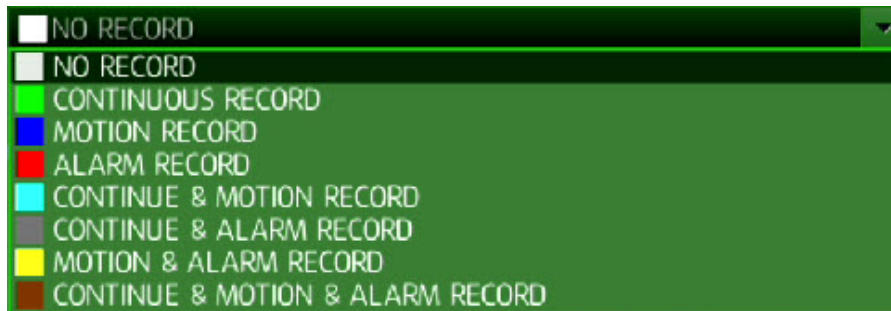 NO RECORD
NO RECORD
CONTINUOUS RECORD
MOTION RECORD
ALARM RECORD
CONTINUE & MOTION RECORD
CONTINUE & ALARM RECORD
MOTION & ALARM RECORD
CONTINUE & MOTION & ALARM RECORD